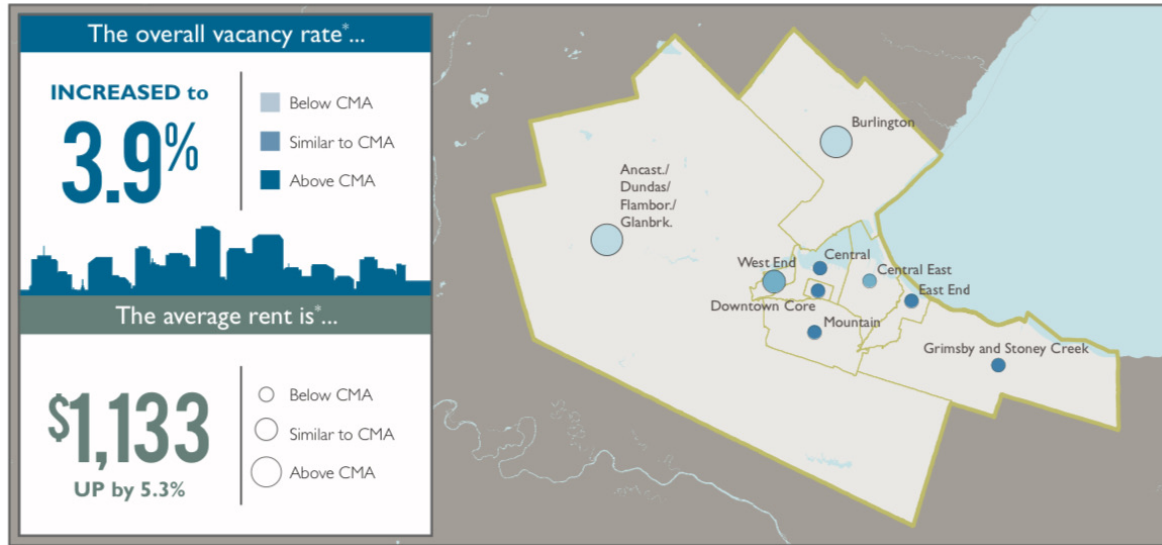 The overall vacancy rate*...
INCREASED to
3.9%
Below CMA
Similar to CMA
Above CMA
The average rent is*...
$1,133
UP by 5.3%
Below CMA
Similar to CMA
Above CMA
Burlington
Ancast./
Dundas/
Flambor./
Glanbrk.
West End
Central
Central East
East End
Downtown Core
Mountain
Grimsby and Stoney Creek